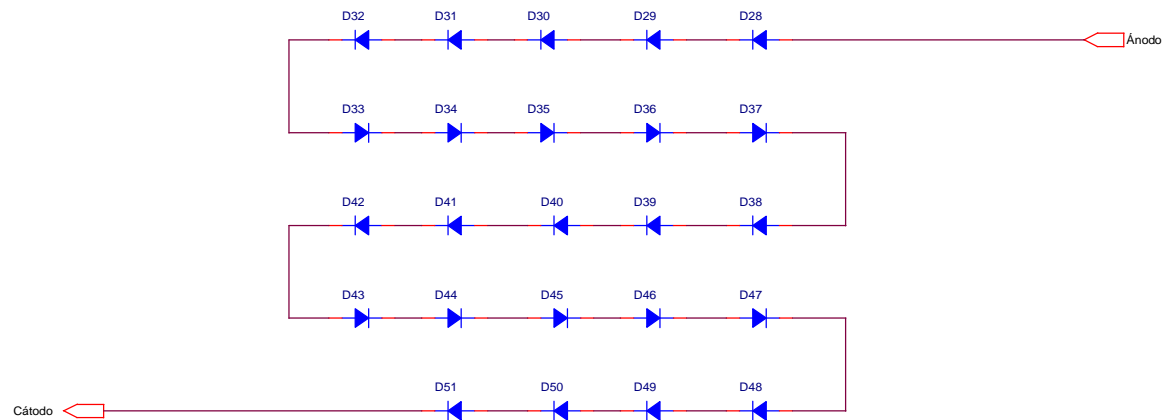 D32 D31 D30 D29 D28
Ánodo
D33 D34 D35 D36 D37
D42 D41 D40 D39 D38
D43 D44 D45 D46 D47
D51 D50 D49 D48
Cátodo